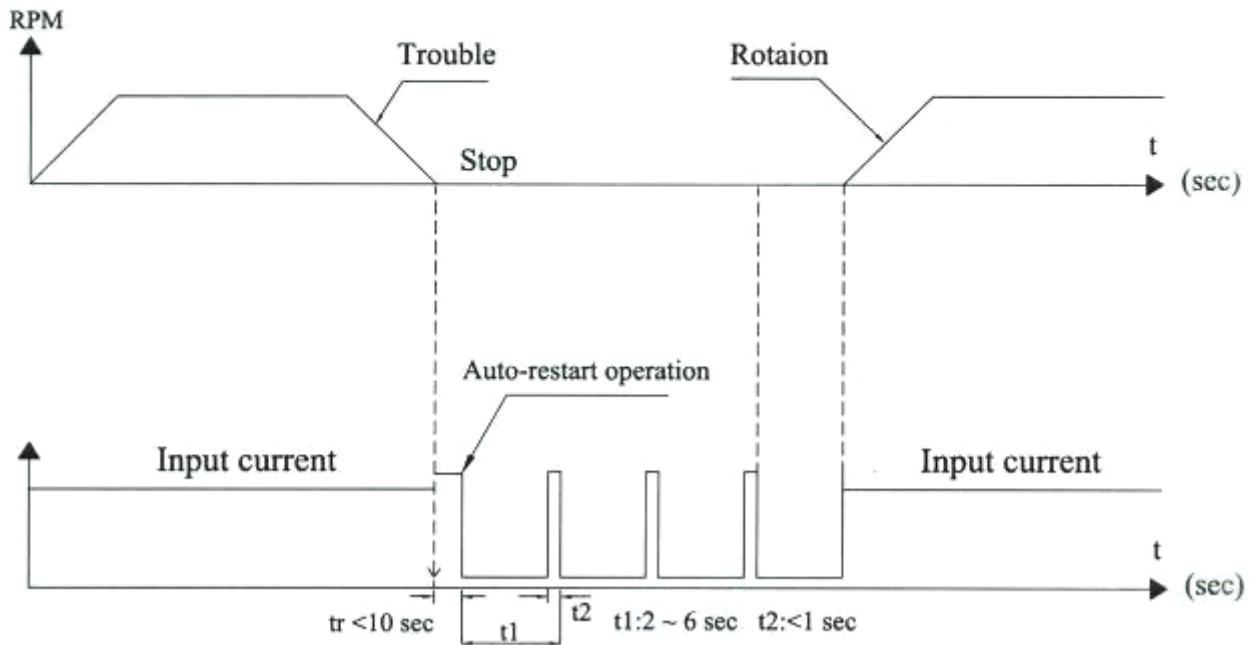 RPM
Trouble
Rotaion
Stop
t
(sec)
Auto-restart operation
Input current
Input current
t
(sec)
tr <10 sec
t1
t2
t1:2 ~ 6 sec
t2:<1 sec